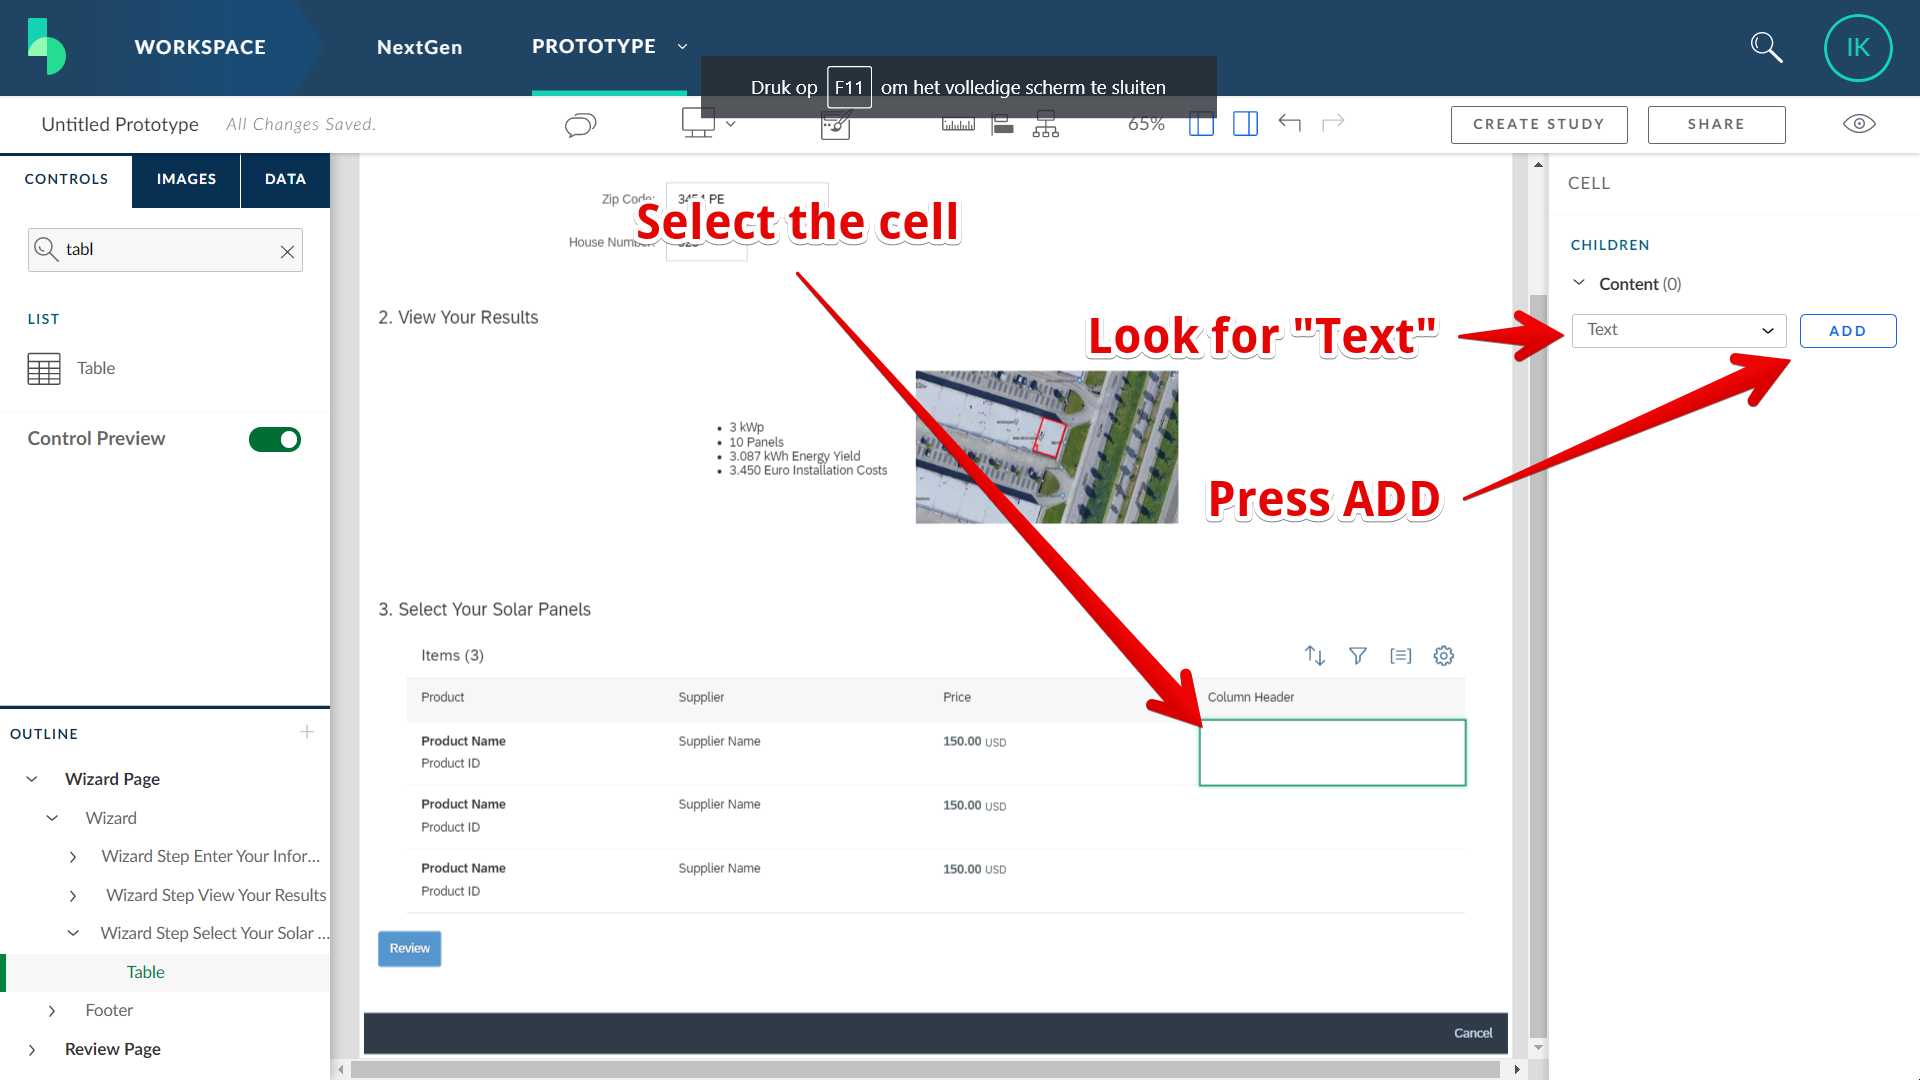 WORKSPACE
NextGen
PROTOTYPE
IK
Druk op F11 om het volledige scherm te sluiten
Untitled Prototype
All Changes Saved.
65%
CREATE STUDY
SHARE
CONTROLS
IMAGES
DATA
tabl
LIST
Table
Control Preview
OUTLINE
Wizard Page
Wizard
Wizard Step Enter Your Infor...
Wizard Step View Your Results
Wizard Step Select Your Solar ...
Table
Footer
Review Page
Zip Code:
3454 PE
House Number:
Select the cell
2. View Your Results
3 kWp
10 Panels
3.087 kWh Energy Yield
3.450 Euro Installation Costs
Look for "Text"
Press ADD
3. Select Your Solar Panels
Items (3)
Product Supplier Price Column Header
Product Name Supplier Name 150.00 USD
Product ID
Product Name Supplier Name 150.00 USD
Product ID
Product Name Supplier Name 150.00 USD
Product ID
Review
Cancel
CELL
CHILDREN
Content (0)
Text
ADD